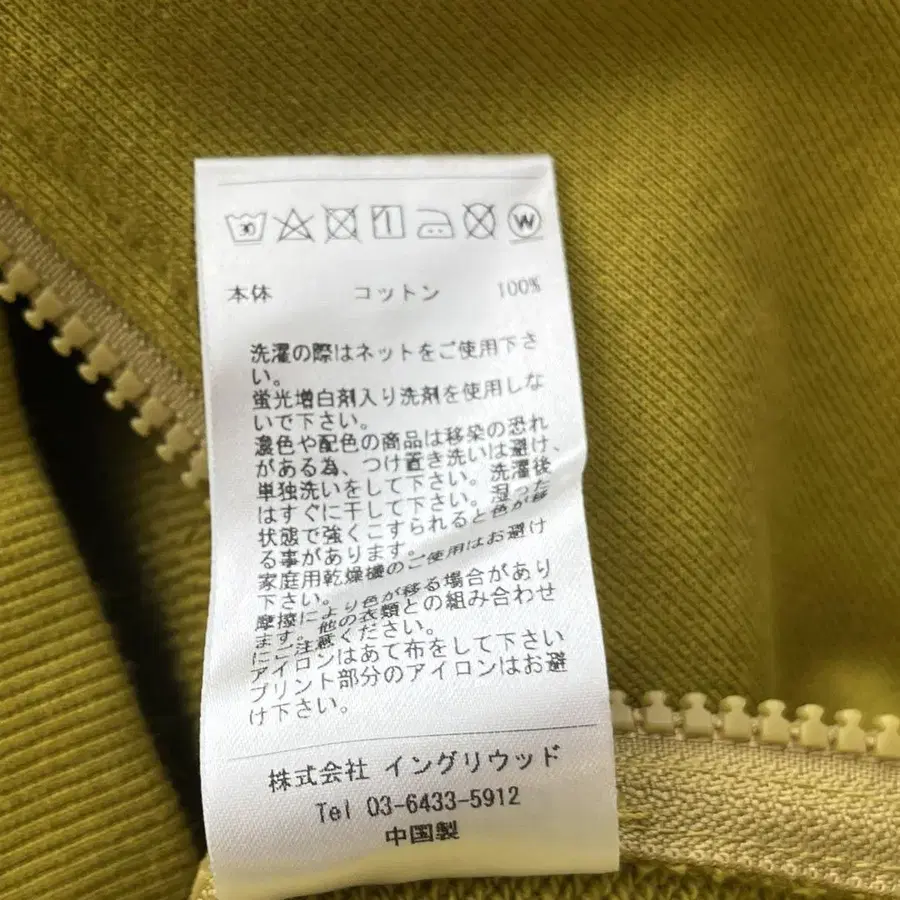 30 W
本体 コットン 100%
洗濯の際はネットをご使用下さ
い。
蛍光増白剤入り洗剤を使用しな
いで下さい。
濃色や配色の商品は移染の恐れ
がある為、つけ置き洗いは避け、
単独洗いをして下さい。洗濯後
はすぐに干して下さい。湿った
状態で強くこすられると色が移
る事があります。
家庭用乾燥機のご使用はお避け
下さい。
摩擦により色が移る場合があり
ます。他の衣類との組み合わせ
にご注意ください。
アイロンはあて布をして下さい
プリント部分のアイロンはお避
け下さい。
株式会社 イングリウッド
Tel 03-6433-5912
中国製